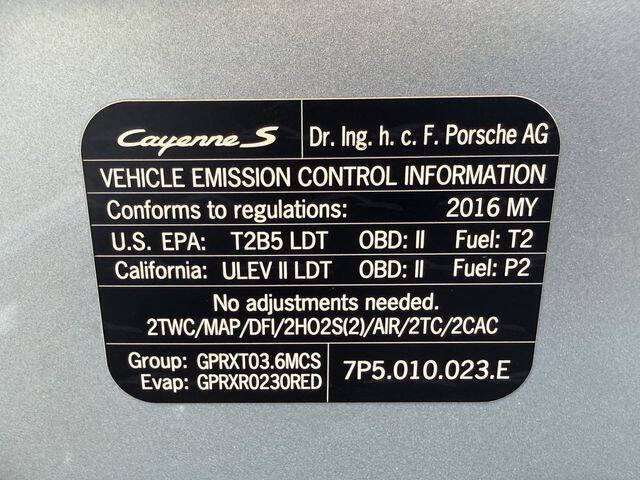 Cayenne S Dr. Ing. h. c. F. Porsche AG
VEHICLE EMISSION CONTROL INFORMATION
Conforms to regulations: 2016 MY
U.S. EPA: T2B5 LDT OBD: II Fuel: T2
California: ULEV II LDT OBD: II Fuel: P2
No adjustments needed.
2TWC/MAP/DFI/2HO2S(2)/AIR/2TC/2CAC
Group: GPRXT03.6MCS
Evap: GPRXR0230RED
7P5.010.023.E